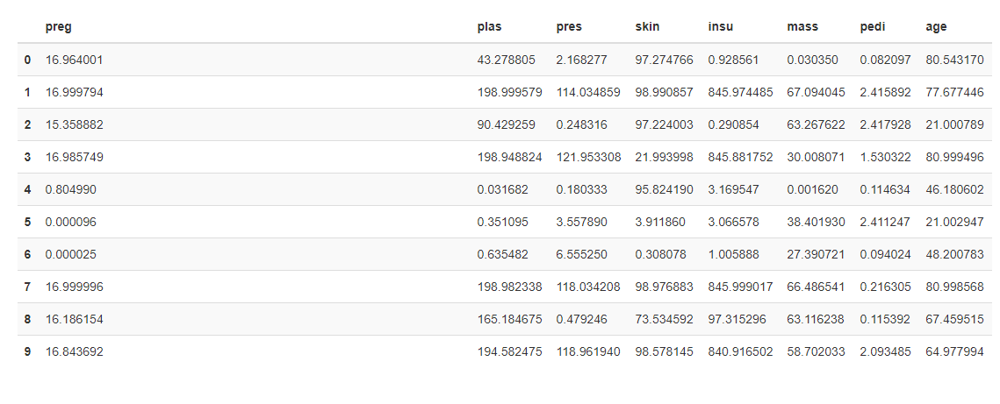 preg plas pres skin insu mass pedi age
0 16.964001 43.278805 2.168277 97.274766 0.928561 0.030350 0.082097 80.543170
1 16.999794 198.999579 114.034859 98.990857 845.974485 67.094045 2.415892 77.677446
2 15.358882 90.429259 0.248316 97.224003 0.290854 63.267622 2.417928 21.000789
3 16.985749 198.948824 121.953308 21.993998 845.881752 30.008071 1.530322 80.999496
4 0.804990 0.031682 0.180333 95.824190 3.169547 0.001620 0.114634 46.180602
5 0.000096 0.351095 3.557890 3.911860 3.066578 38.401930 2.411247 21.002947
6 0.000025 0.635482 6.555250 0.308078 1.005888 27.390721 0.094024 48.200783
7 16.999996 198.982338 118.034208 98.976883 845.999017 66.486541 0.216305 80.998568
8 16.186154 165.184675 0.479246 73.534592 97.315296 63.116238 0.115392 67.459515
9 16.843692 194.582475 118.961940 98.578145 840.916502 58.702033 2.093485 64.977994